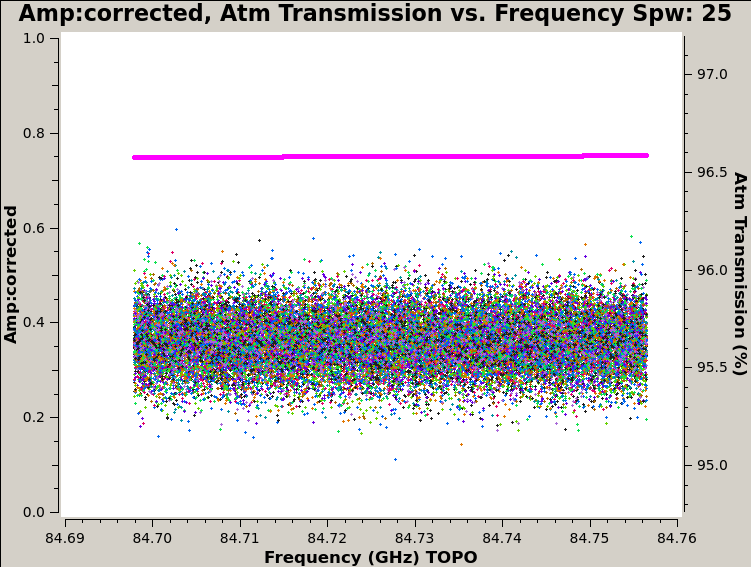 Amp:corrected, Atm Transmission vs. Frequency Spw: 25
1.0
0.8
0.6
0.4
0.2
0.0
Amp:corrected
97.0
96.5
96.0
95.5
95.0
Atm Transmission (%)
84.69 84.70 84.71 84.72 84.73 84.74 84.75 84.76
Frequency (GHz) TOPO